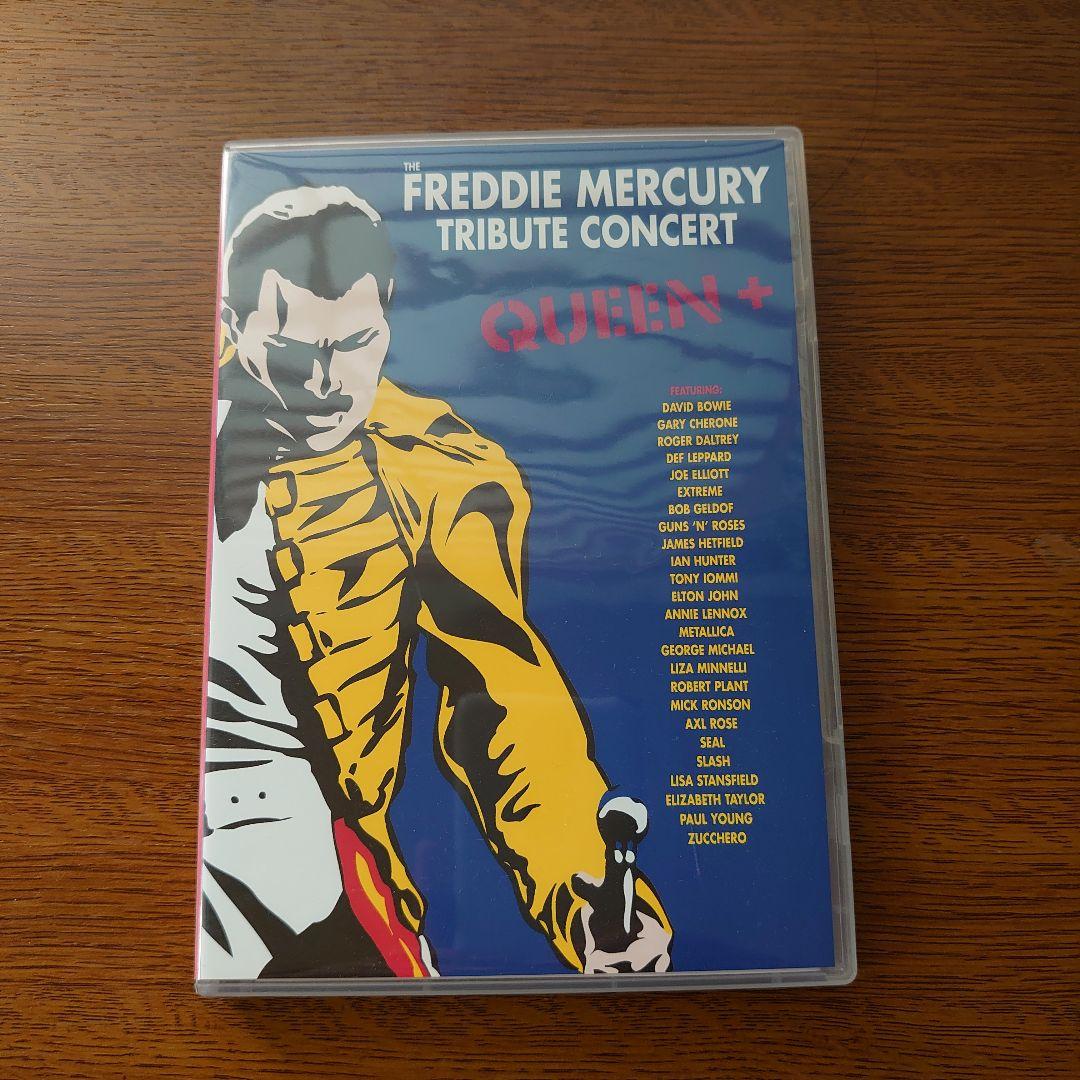 THE
FREDDIE MERCURY
TRIBUTE CONCERT
QUEEN +
FEATURING:
DAVID BOWIE
GARY CHERONE
ROGER DALTREY
DEF LEPPARD
JOE ELLIOTT
EXTREME
BOB GELDOF
GUNS 'N' ROSES
JAMES HETFIELD
IAN HUNTER
TONY IOMMI
ELTON JOHN
ANNIE LENNOX
METALLICA
GEORGE MICHAEL
LIZA MINNELLI
ROBERT PLANT
MICK RONSON
AXL ROSE
SEAL
SLASH
LISA STANSFIELD
ELIZABETH TAYLOR
PAUL YOUNG
ZUCCHERO